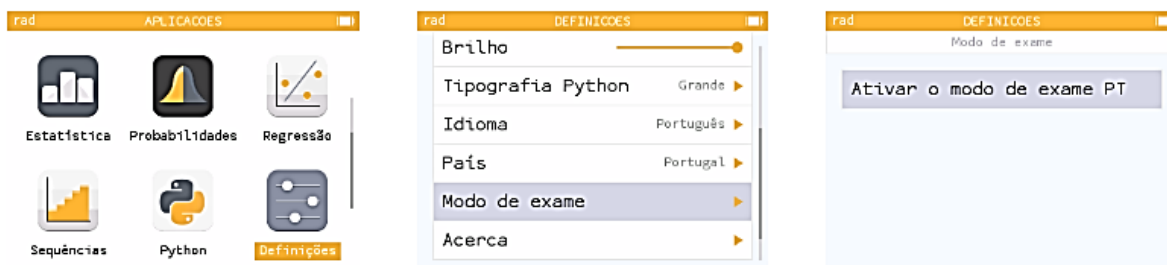 rad APLICACOES
Estatística Probabilidades Regressão
Sequências Python Definições
rad DEFINICOES
Brilho
Tipografia Python Grande
Idioma Português
País Portugal
Modo de exame
Acerca
rad DEFINICOES
Modo de exame
Ativar o modo de exame PT